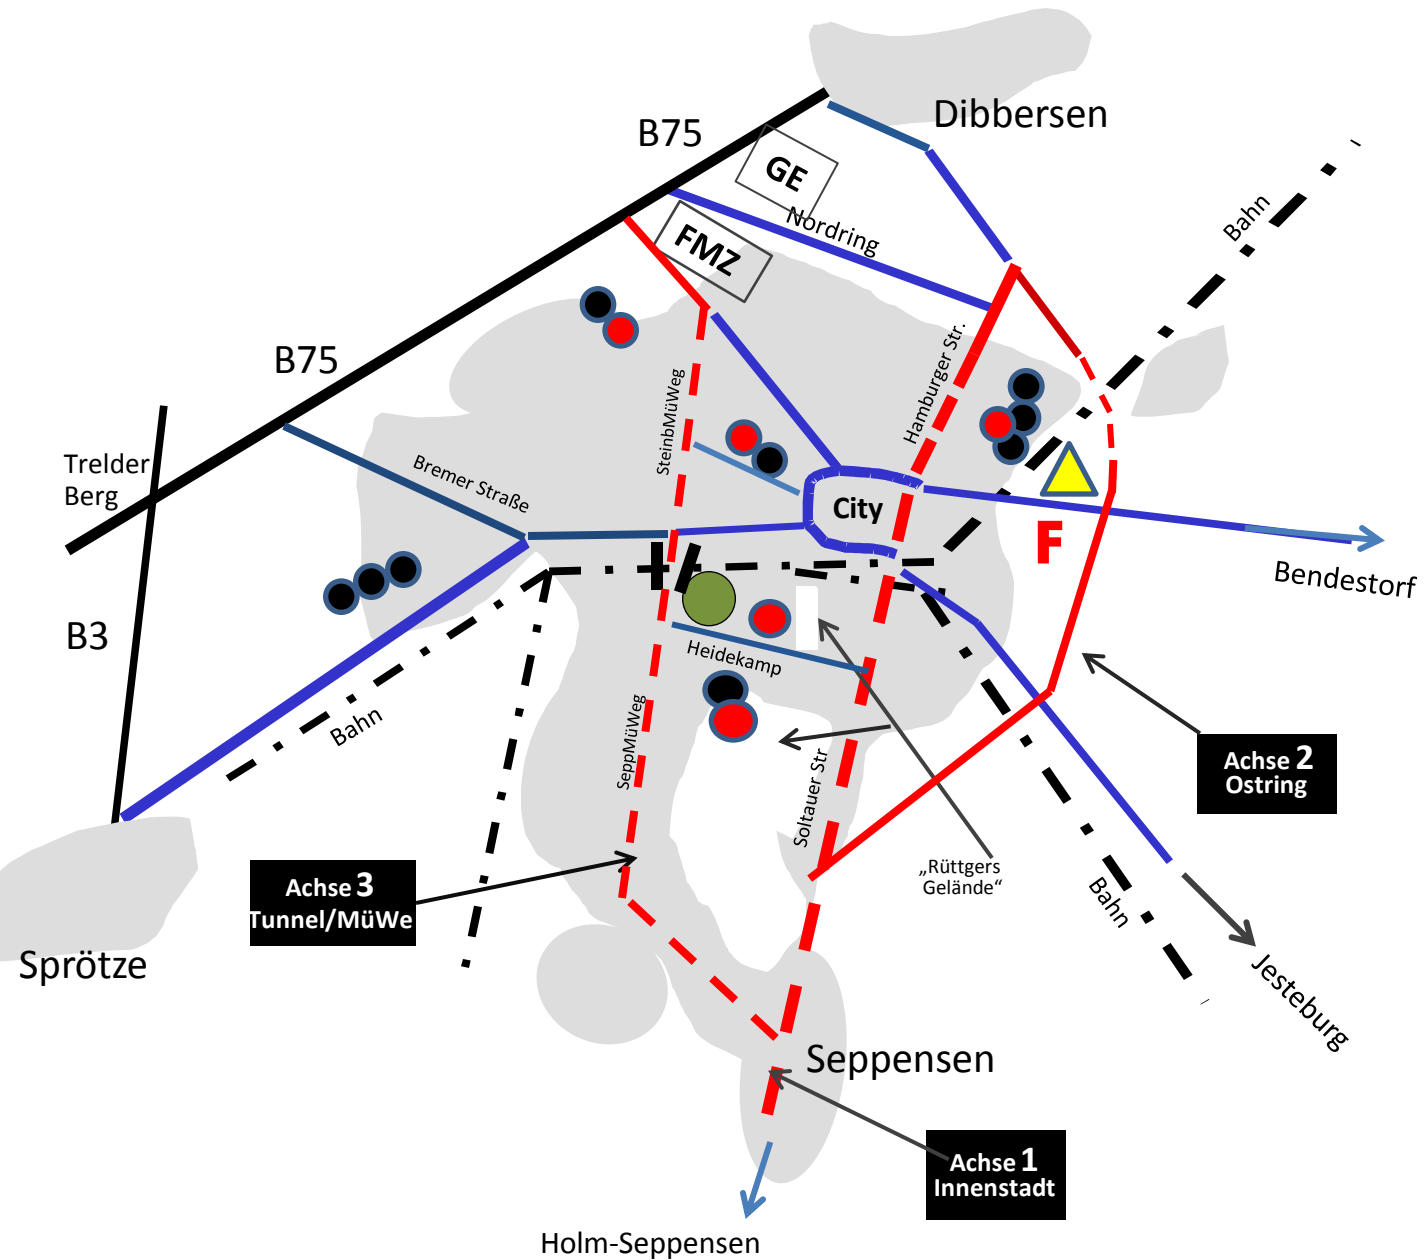 Dibbersen
B75
GE
Nordring
Bahn
FMZ
B75
Hamburger Str.
SteinbMüWeg
Trelder
Berg
Bremer Straße
City
F
Bendestorf
B3
Heidekamp
Bahn
SeppMüWeg
Soltauer Str
Achse 2
Ostring
„Rüttgers
Gelände“
Achse 3
Tunnel/MüWe
Bahn
Sprötze
Jesteburg
Seppensen
Achse 1
Innenstadt
Holm-Seppensen